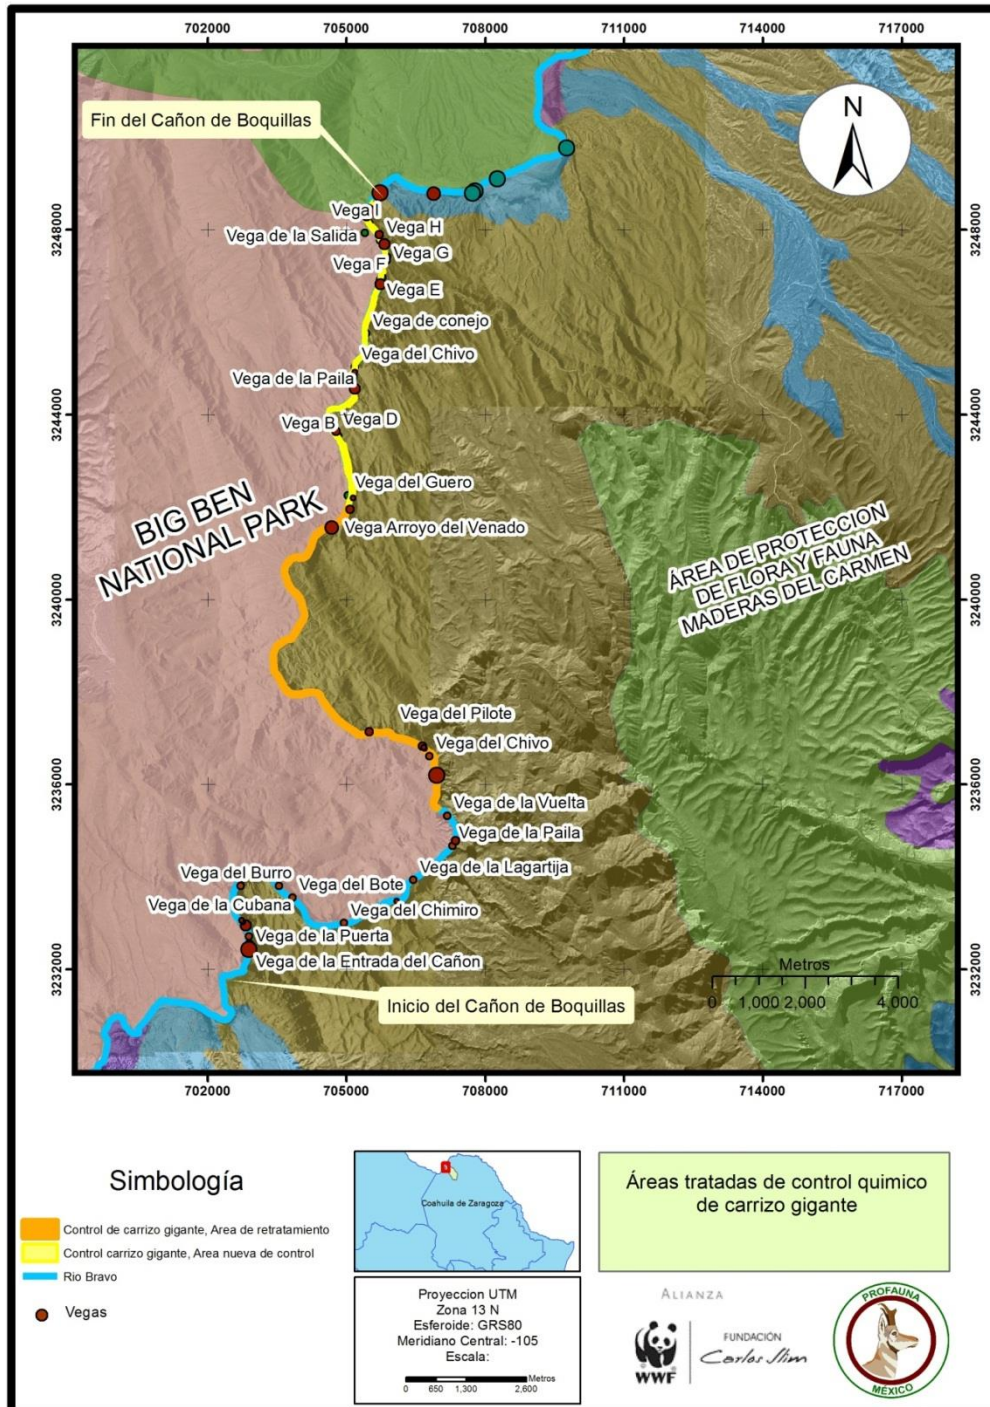 702000 705000 708000 711000 714000 717000
N
Fin del Cañon de Boquillas
3248000 3248000
Vega I
Vega H
Vega de la Salida
Vega G
Vega F
Vega E
Vega de conejo
Vega del Chivo
Vega de la Paila
3244000 3244000
Vega D
Vega B
Vega del Guero
BIG BEN
NATIONAL PARK
Vega Arroyo del Venado
ÁREA DE PROTECCION
DE FLORA Y FAUNA
MADERAS DEL CARMEN
3240000 3240000
Vega del Pilote
Vega del Chivo
3236000 3236000
Vega de la Vuelta
Vega de la Paila
Vega de la Lagartija
Vega del Burro
Vega del Bote
Vega de la Cubana
Vega del Chimiro
Vega de la Puerta
Vega de la Entrada del Cañon
3232000 3232000
Metros
0 1,000 2,000 4,000
Inicio del Cañon de Boquillas
702000 705000 708000 711000 714000 717000
Simbología
Control de carrizo gigante, Area de retratamiento
Control carrizo gigante, Area nueva de control
Rio Bravo
Vegas
Coahuila de Zaragoza
Proyeccion UTM
Zona 13 N
Esferoide: GRS80
Meridiano Central: -105
Escala:
Metros
0 650 1,300 2,600
Áreas tratadas de control quimico
de carrizo gigante
ALIANZA
WWF
FUNDACIÓN
Carlos Slim
PROFAUNA
MÉXICO